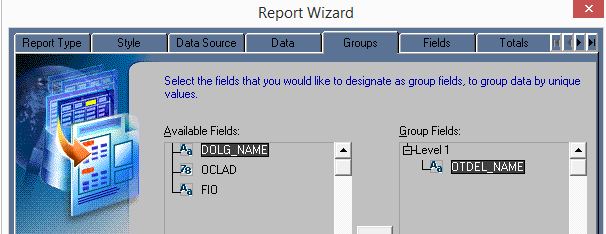 Report Wizard
Report Type Style Data Source Data Groups Fields Totals
Select the fields that you would like to designate as group fields, to group data by unique
values.
Available Fields: Group Fields:
DOLG_NAME Level 1
OCLAD OTDEL_NAME
FIO